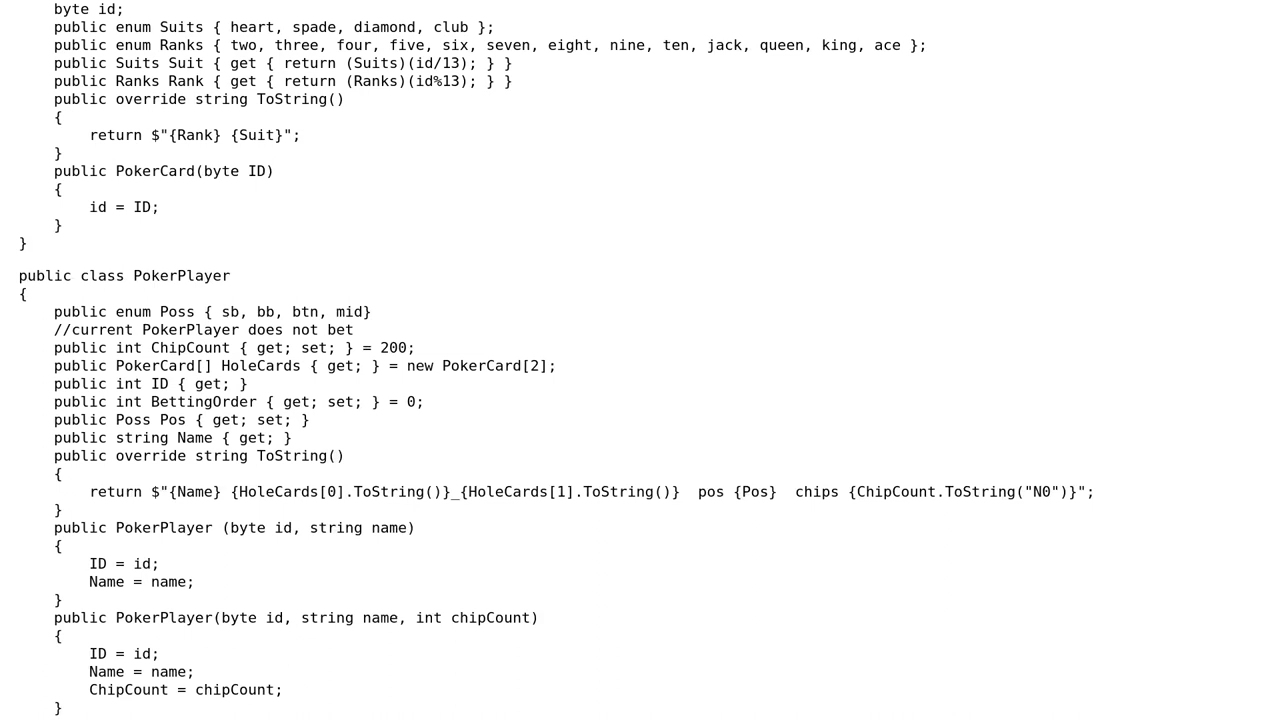 byte id;
public enum Suits { heart, spade, diamond, club };
public enum Ranks { two, three, four, five, six, seven, eight, nine, ten, jack, queen, king, ace };
public Suits Suit { get { return (Suits)(id/13); } }
public Ranks Rank { get { return (Ranks)(id%13); } }
public override string ToString()
{
return $"{Rank} {Suit}";
}
public PokerCard(byte ID)
{
id = ID;
}
}
public class PokerPlayer
{
public enum Poss { sb, bb, btn, mid}
//current PokerPlayer does not bet
public int ChipCount { get; set; } = 200;
public PokerCard[] HoleCards { get; } = new PokerCard[2];
public int ID { get; }
public int BettingOrder { get; set; } = 0;
public Poss Pos { get; set; }
public string Name { get; }
public override string ToString()
{
return $"{Name} {HoleCards[0].ToString()}_{HoleCards[1].ToString()}  pos {Pos}  chips {ChipCount.ToString("N0")}";
}
public PokerPlayer (byte id, string name)
{
ID = id;
Name = name;
}
public PokerPlayer(byte id, string name, int chipCount)
{
ID = id;
Name = name;
ChipCount = chipCount;
}